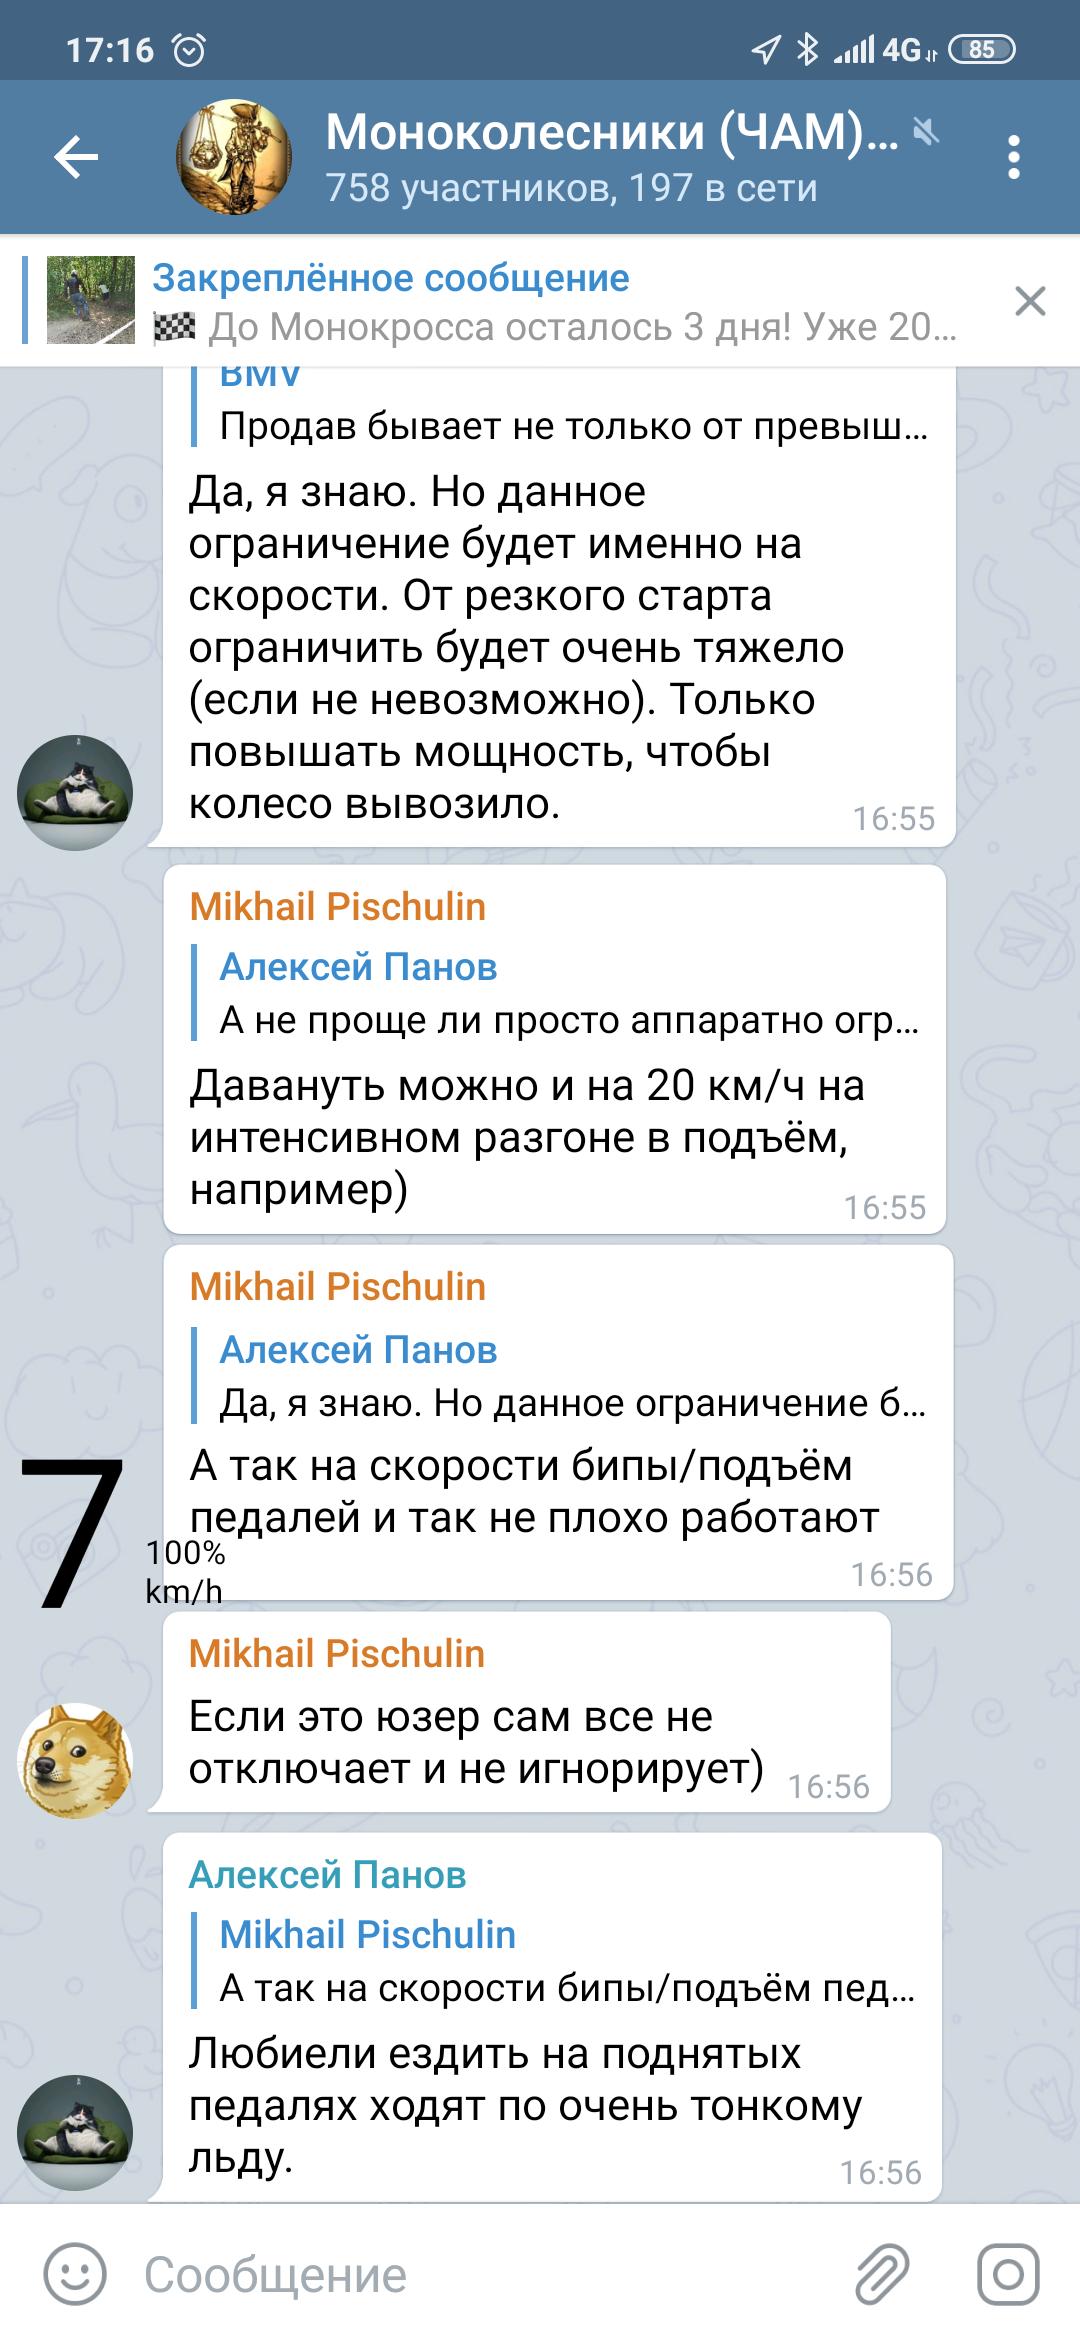 17:16
4G
85
Моноколесники (ЧАМ)...
758 участников, 197 в сети
Закреплённое сообщение
До Монокросса осталось 3 дня! Уже 20...
BMV
Продав бывает не только от превыш...
Да, я знаю. Но данное
ограничение будет именно на
скорости. От резкого старта
ограничить будет очень тяжело
(если не невозможно). Только
повышать мощность, чтобы
колесо вывозило.
16:55
Mikhail Pischulin
Алексей Панов
А не проще ли просто аппаратно огр...
Давануть можно и на 20 км/ч на
интенсивном разгоне в подъём,
например)
16:55
Mikhail Pischulin
Алексей Панов
Да, я знаю. Но данное ограничение б...
А так на скорости бипы/подъём
педалей и так не плохо работают
16:56
7
100%
km/h
Mikhail Pischulin
Если это юзер сам все не
отключает и не игнорирует)
16:56
Алексей Панов
Mikhail Pischulin
А так на скорости бипы/подъём пед...
Любиели ездить на поднятых
педалях ходят по очень тонкому
льду.
16:56
Сообщение